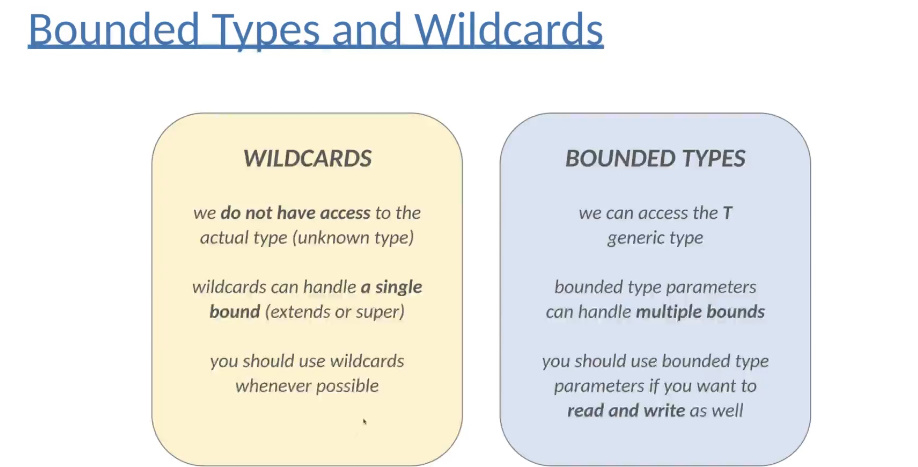 Bounded Types and Wildcards
WILDCARDS
we do not have access to the
actual type (unknown type)
wildcards can handle a single
bound (extends or super)
you should use wildcards
whenever possible
BOUNDED TYPES
we can access the T
generic type
bounded type parameters
can handle multiple bounds
you should use bounded type
parameters if you want to
read and write as well